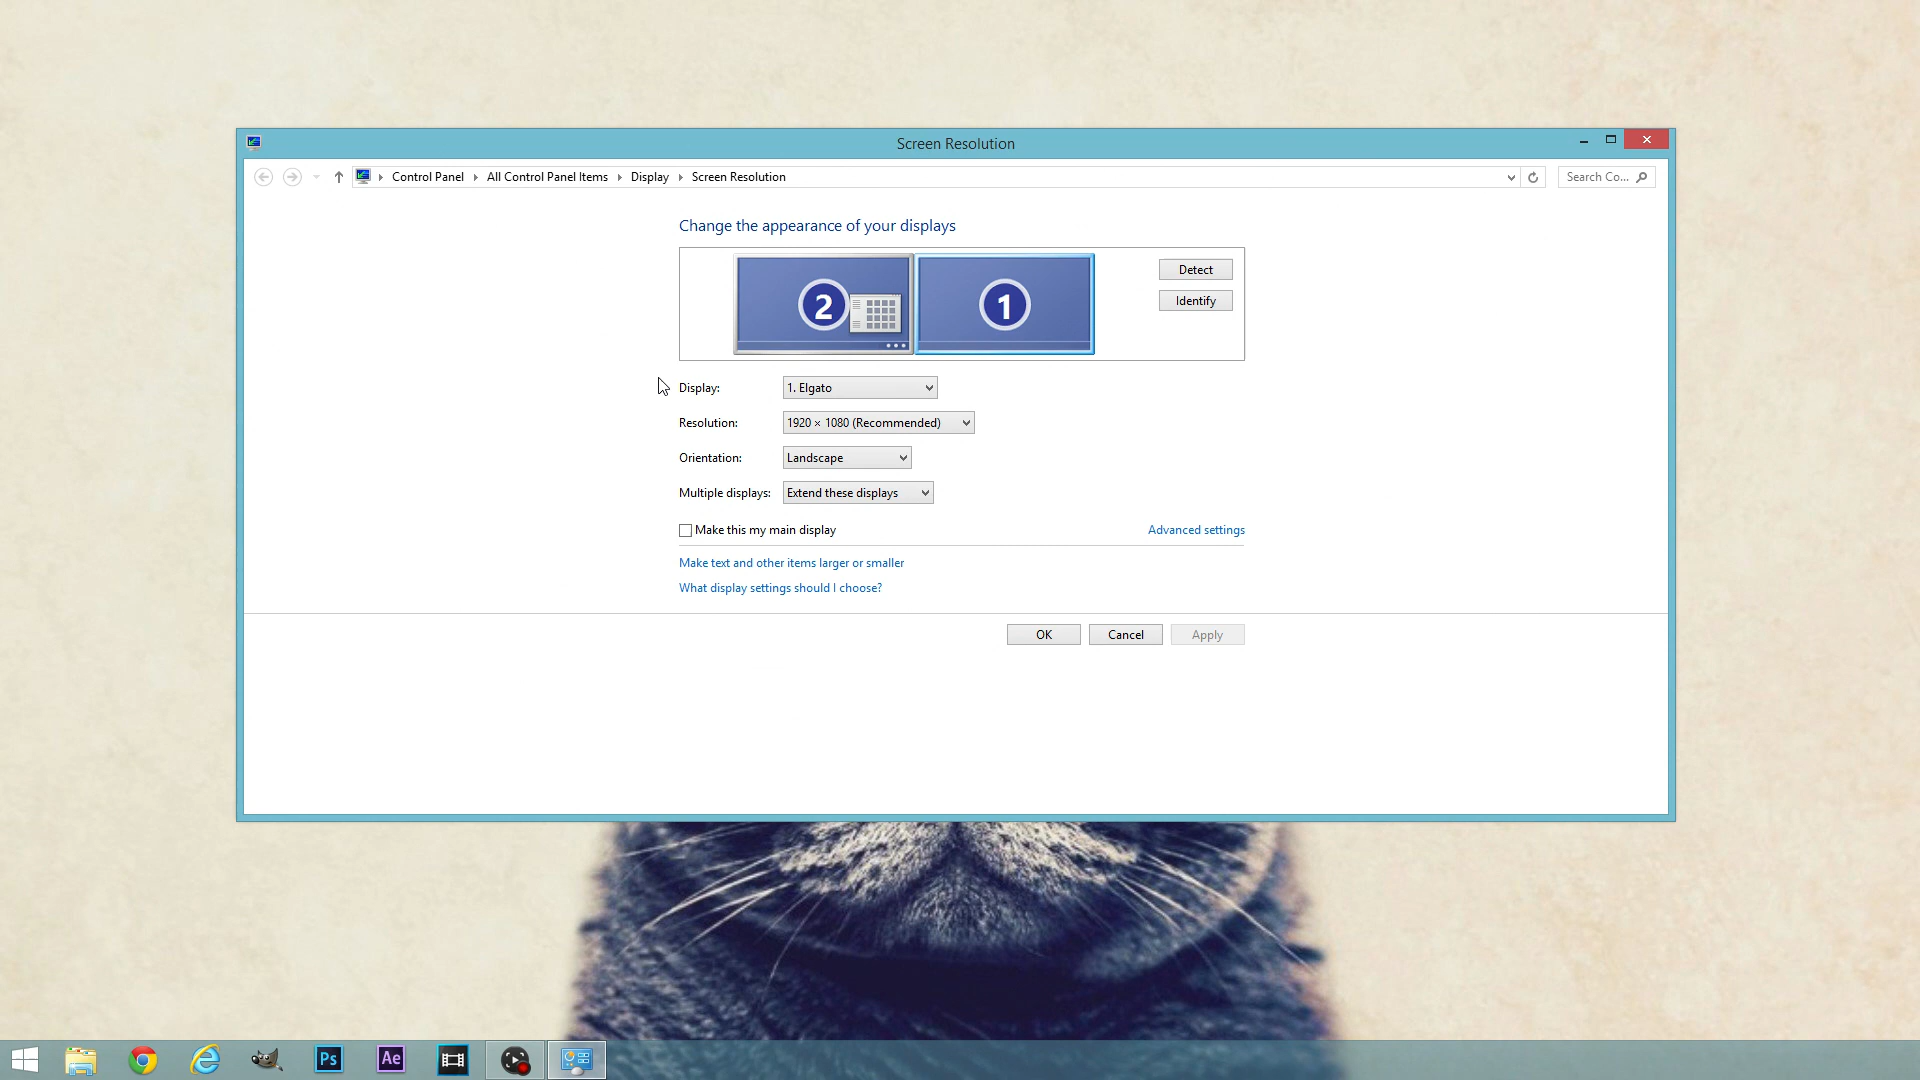 Screen Resolution
Control Panel All Control Panel Items Display Screen Resolution Search Co...
Change the appearance of your displays
2 1
Detect
Identify
Display: 1. Elgato
Resolution: 1920 × 1080 (Recommended)
Orientation: Landscape
Multiple displays: Extend these displays
Make this my main display Advanced settings
Make text and other items larger or smaller
What display settings should I choose?
OK Cancel Apply
Ps Ae